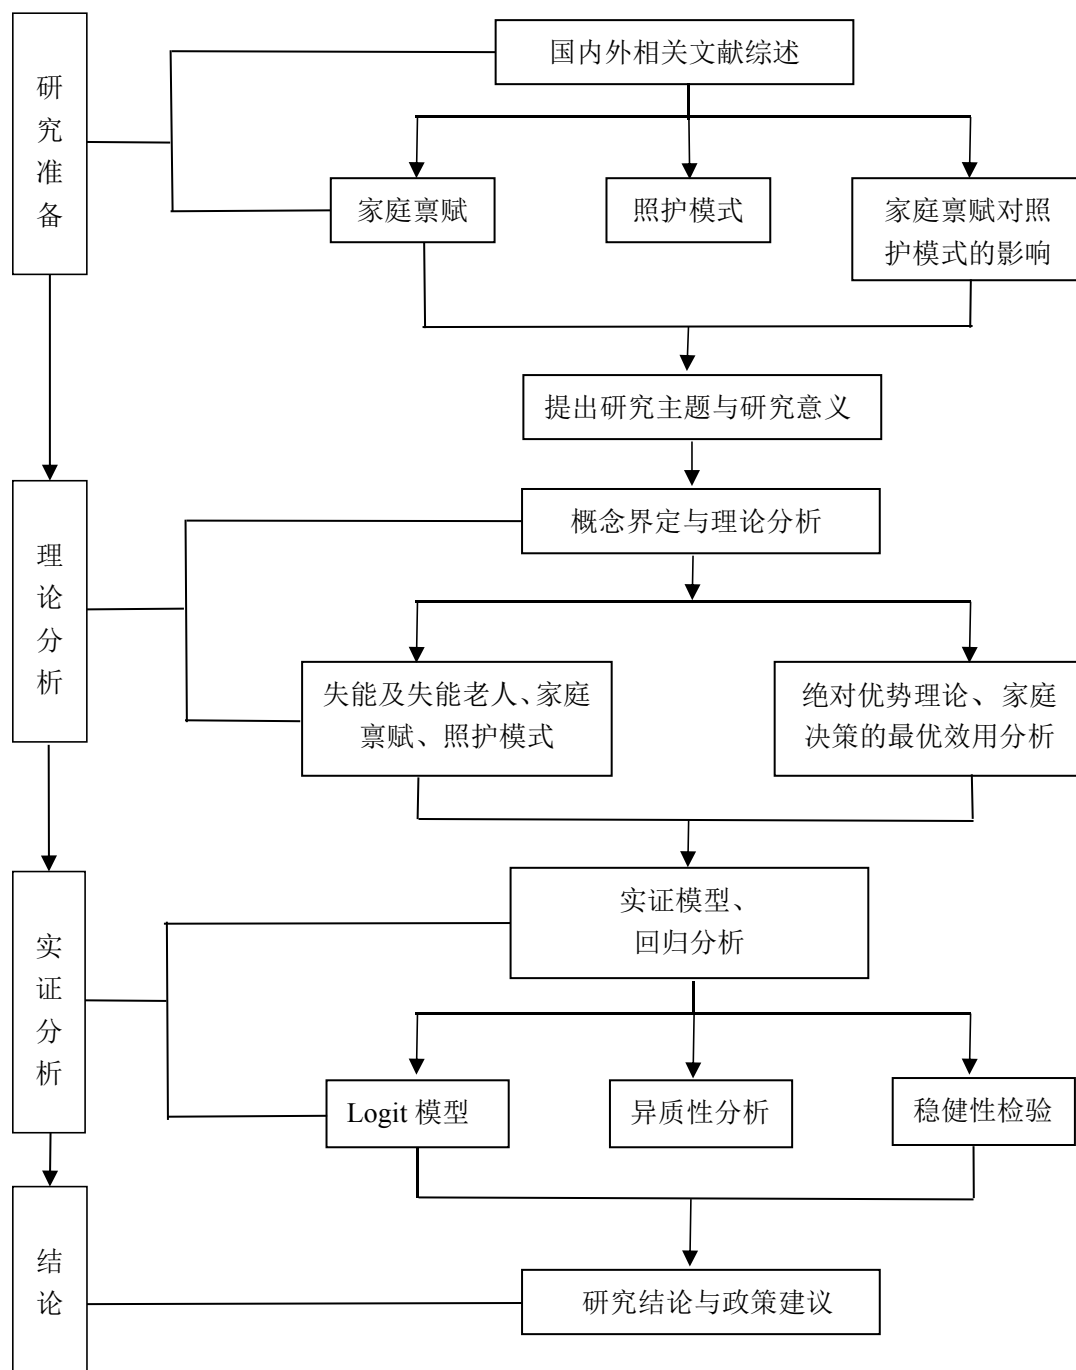 研究准备
国内外相关文献综述
家庭禀赋
照护模式
家庭禀赋对照
护模式的影响
提出研究主题与研究意义
理论分析
概念界定与理论分析
失能及失能老人、家庭
禀赋、照护模式
绝对优势理论、家庭
决策的最优效用分析
实证分析
实证模型、
回归分析
Logit 模型
异质性分析
稳健性检验
结论
研究结论与政策建议